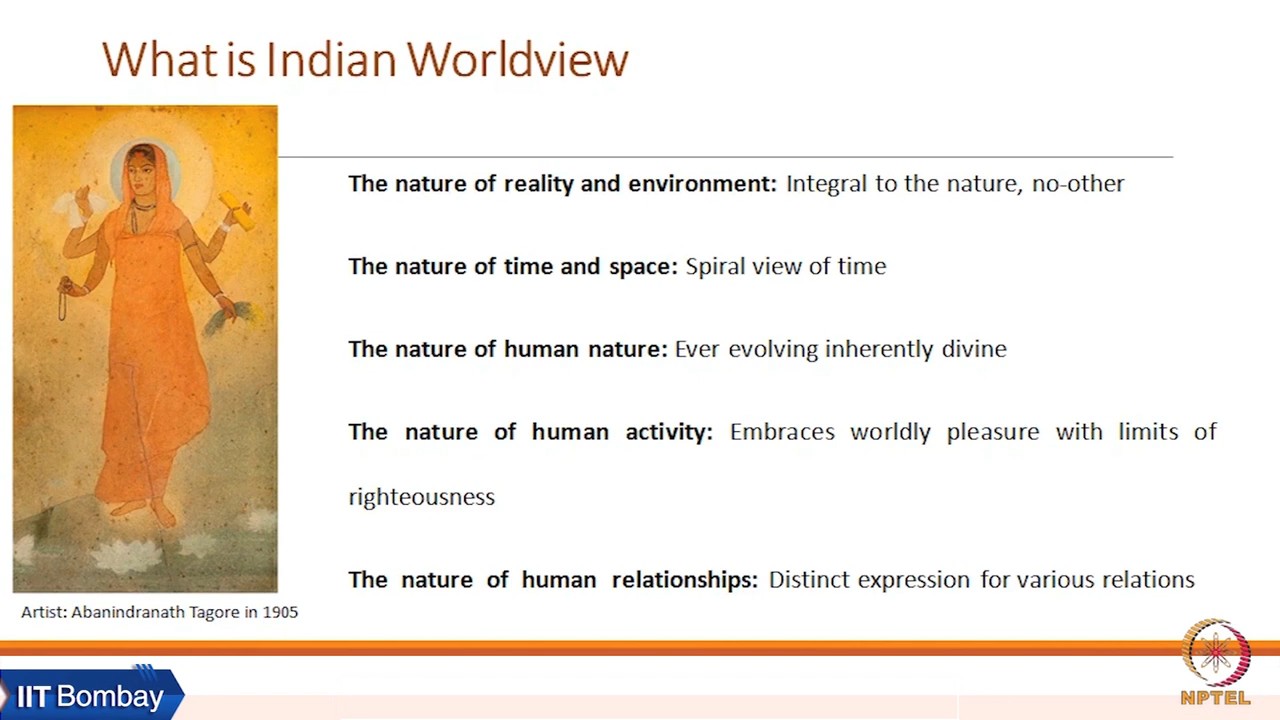 What is Indian Worldview
The nature of reality and environment: Integral to the nature, no-other
The nature of time and space: Spiral view of time
The nature of human nature: Ever evolving inherently divine
The nature of human activity: Embraces worldly pleasure with limits of
righteousness
The nature of human relationships: Distinct expression for various relations
Artist: Abanindranath Tagore in 1905
IIT Bombay
NPTEL